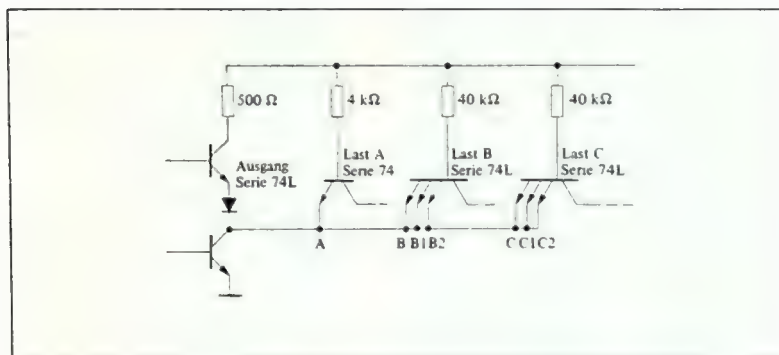 500 Ω
4 kΩ
40 kΩ
40 kΩ
Ausgang
Serie 74L
Last A
Serie 74
Last B
Serie 74L
Last C
Serie 74L
A
B B1 B2
C C1 C2